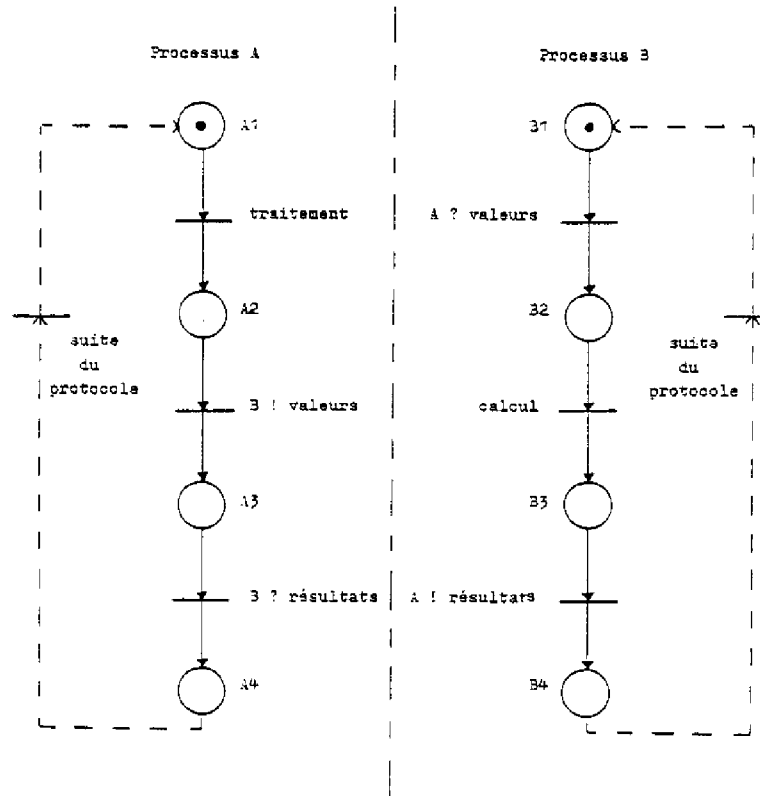 Processus A
Processus B
A1
B1
traitement
A ? valeurs
A2
B2
suite
du
protocole
suite
du
protocole
B ! valeurs
calcul
A3
B3
B ? résultats
A ! résultats
A4
B4